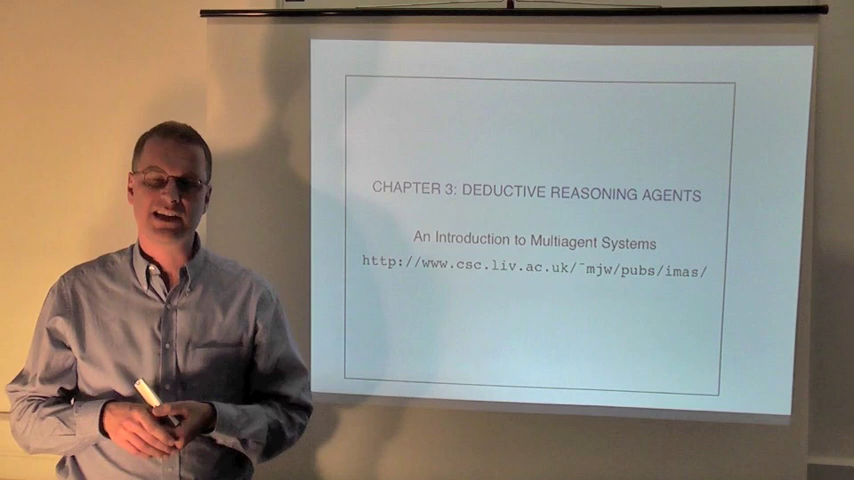 CHAPTER 3: DEDUCTIVE REASONING AGENTS
An Introduction to Multiagent Systems
http://www.csc.liv.ac.uk/~mjw/pubs/imas/